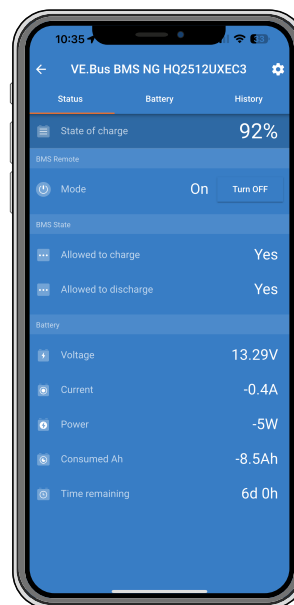 10:35
33
VE.Bus BMS NG HQ2512UXEC3
Status Battery History
State of charge 92%
BMS Remote
Mode On Turn OFF
BMS State
Allowed to charge Yes
Allowed to discharge Yes
Battery
Voltage 13.29V
Current -0.4A
Power -5W
Consumed Ah -8.5Ah
Time remaining 6d 0h